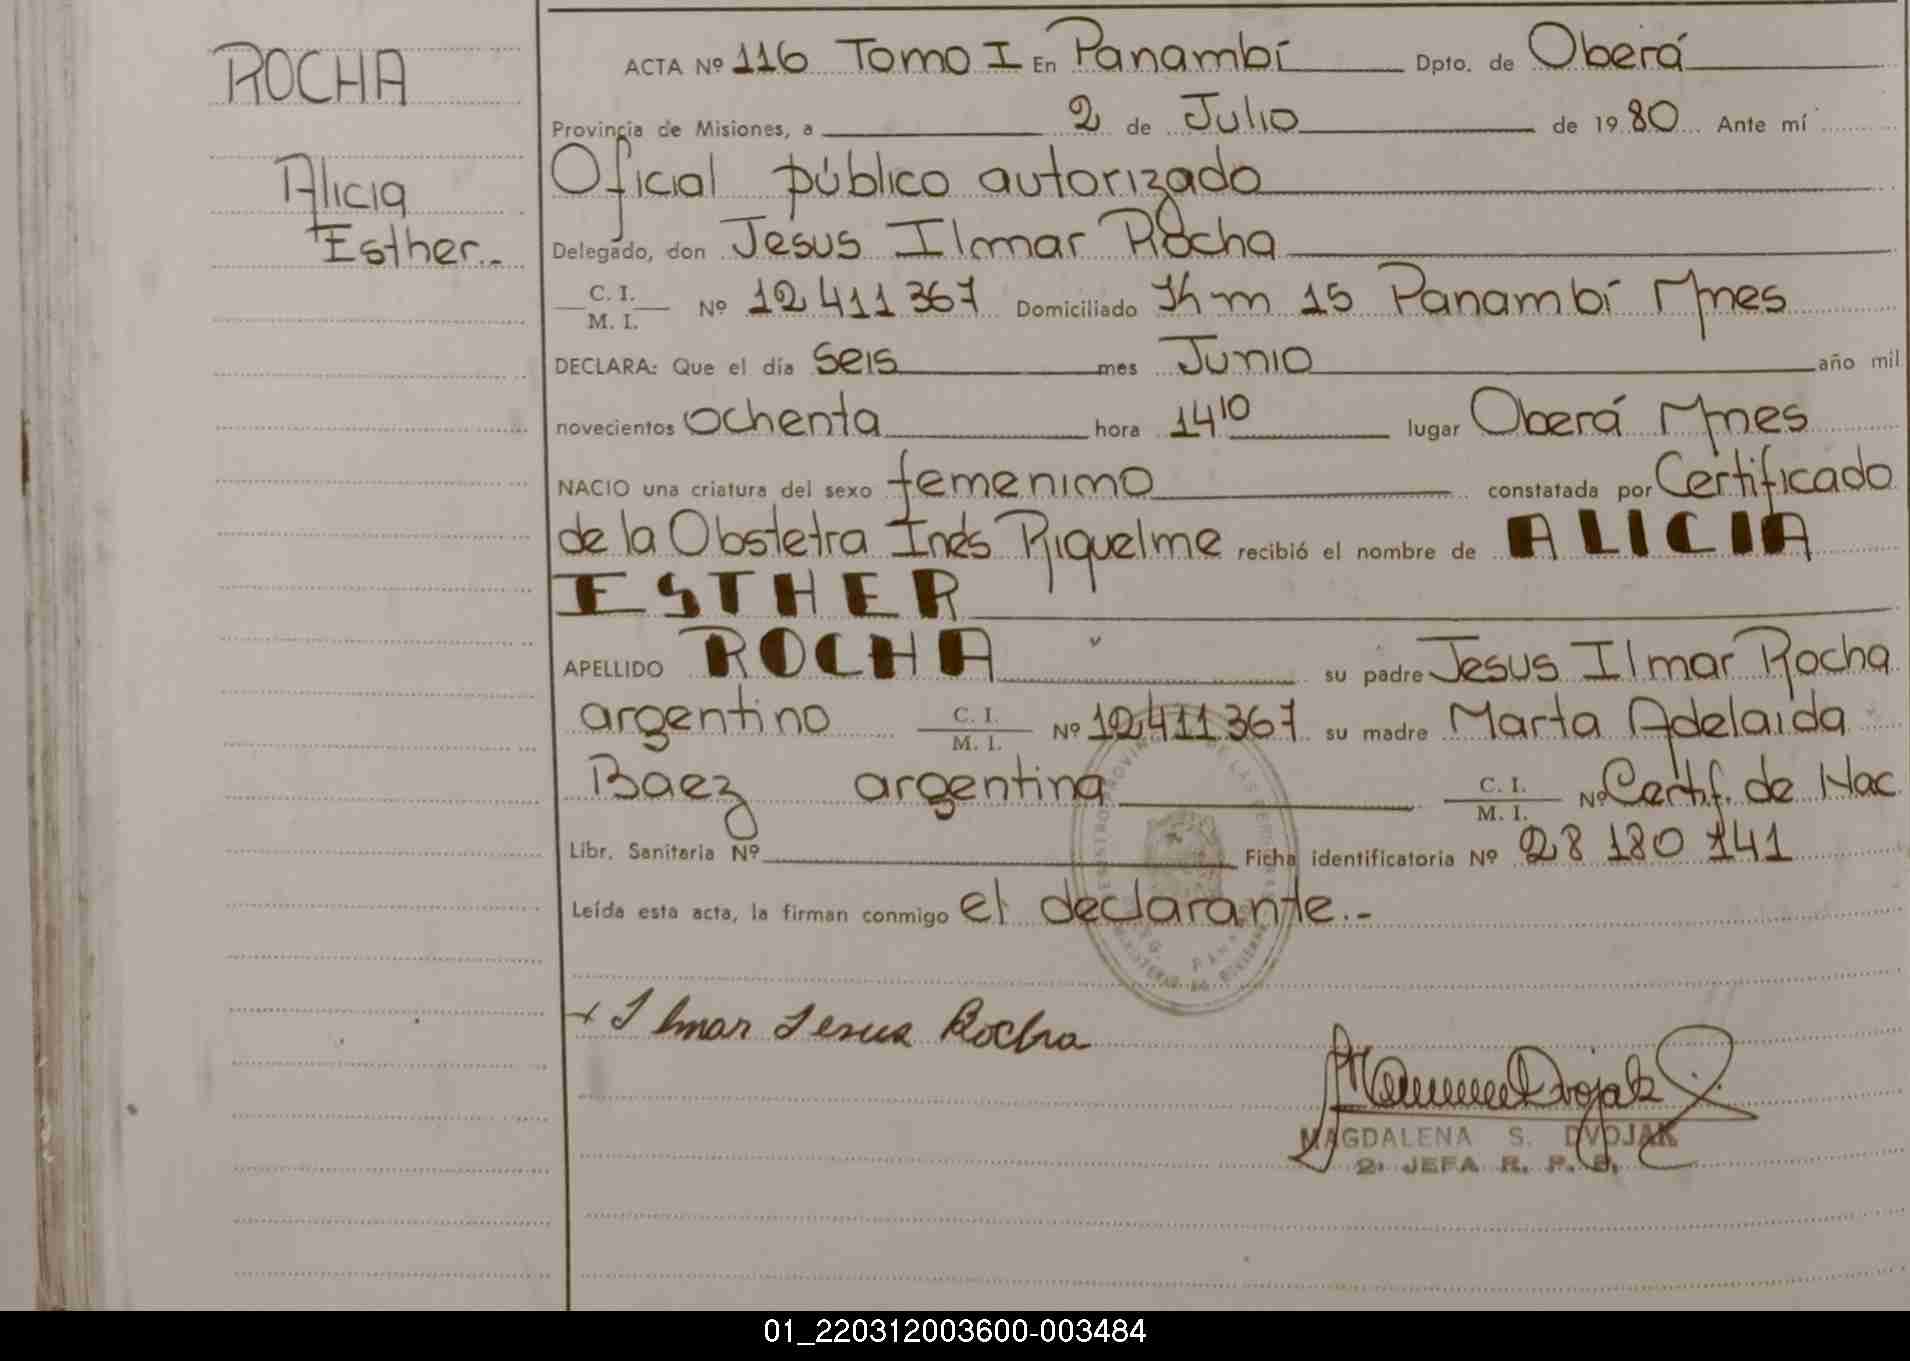 ROCHA
Alicia
Esther.-
ACTA Nº 116 Tomo I En Panambí Dpto. de Oberá
Provincia de Misiones, a 2 de Julio de 1980 Ante mí
Oficial público autorizado
Delegado, don Jesus Ilmar Rocha
C. I.
M. I. Nº 12 411 367 Domiciliado Km 15 Panambí Mnes
DECLARA: Que el día seis mes Junio año mil
novecientos ochenta hora 14 10 lugar Oberá Mnes
NACIO una criatura del sexo femenino constatada por Certificado
de la Obstetra Inés Riquelme recibió el nombre de ALICIA
ESTHER
APELLIDO ROCHA su padre Jesus Ilmar Rocha
argentino C. I. M. I. Nº 12.411.367 su madre Marta Adelaida
Baez argentina C. I. M. I. Nº Certif. de Nac
Libr. Sanitaria Nº Ficha identificatoria Nº 28 180 141
Leída esta acta, la firman conmigo el declarante.-
x Ilmar Jesus Rocha
MAGDALENA S. DVOJAK
2º JEFA R. P. P.
01_220312003600-003484